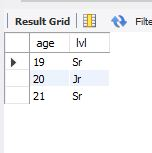 Result Grid Filte
age lvl
19 Sr
20 Jr
21 Sr